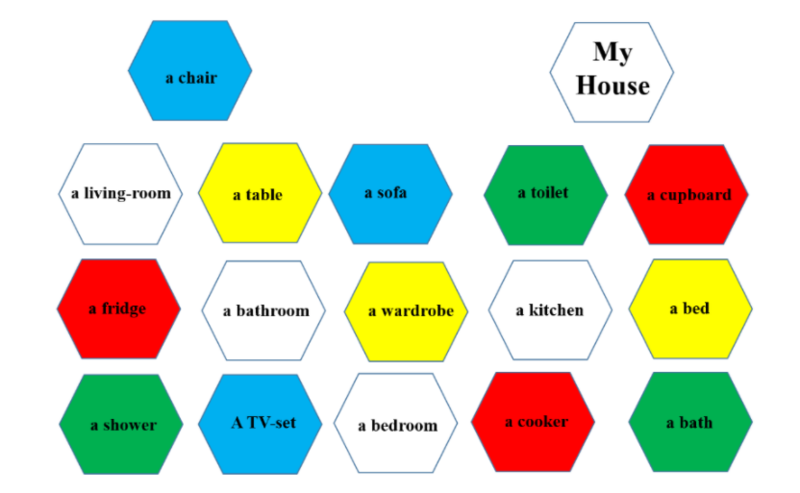 a chair
My
House
a living-room
a table
a sofa
a toilet
a cupboard
a fridge
a bathroom
a wardrobe
a kitchen
a bed
a shower
A TV-set
a bedroom
a cooker
a bath